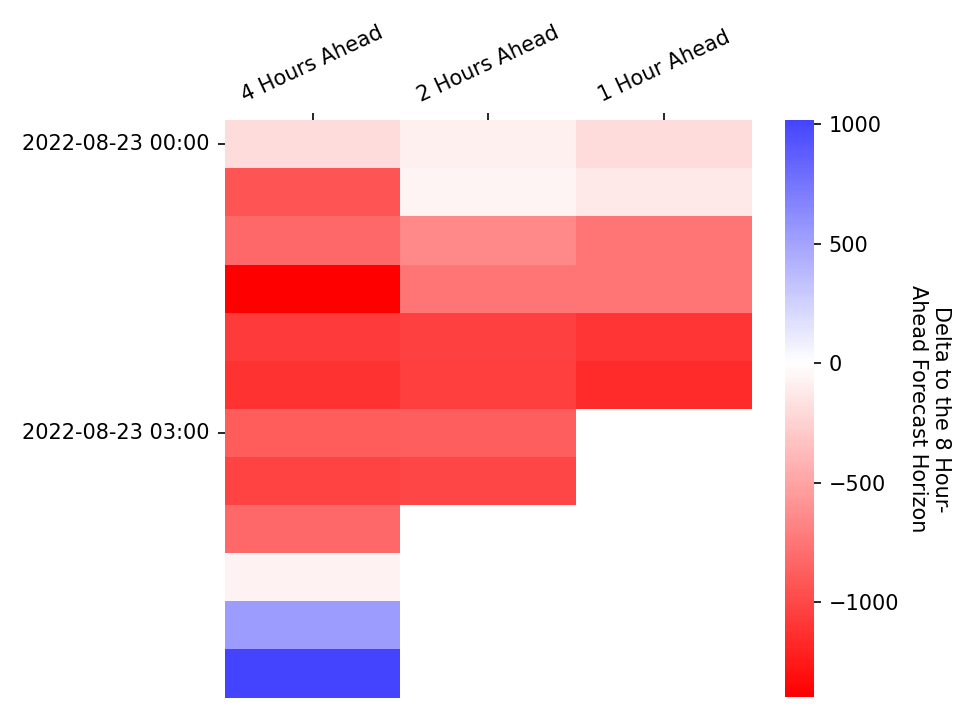 4 Hours Ahead
2 Hours Ahead
1 Hour Ahead
2022-08-23 00:00
2022-08-23 03:00
1000
500
0
−500
−1000
Delta to the 8 Hour-
Ahead Forecast Horizon